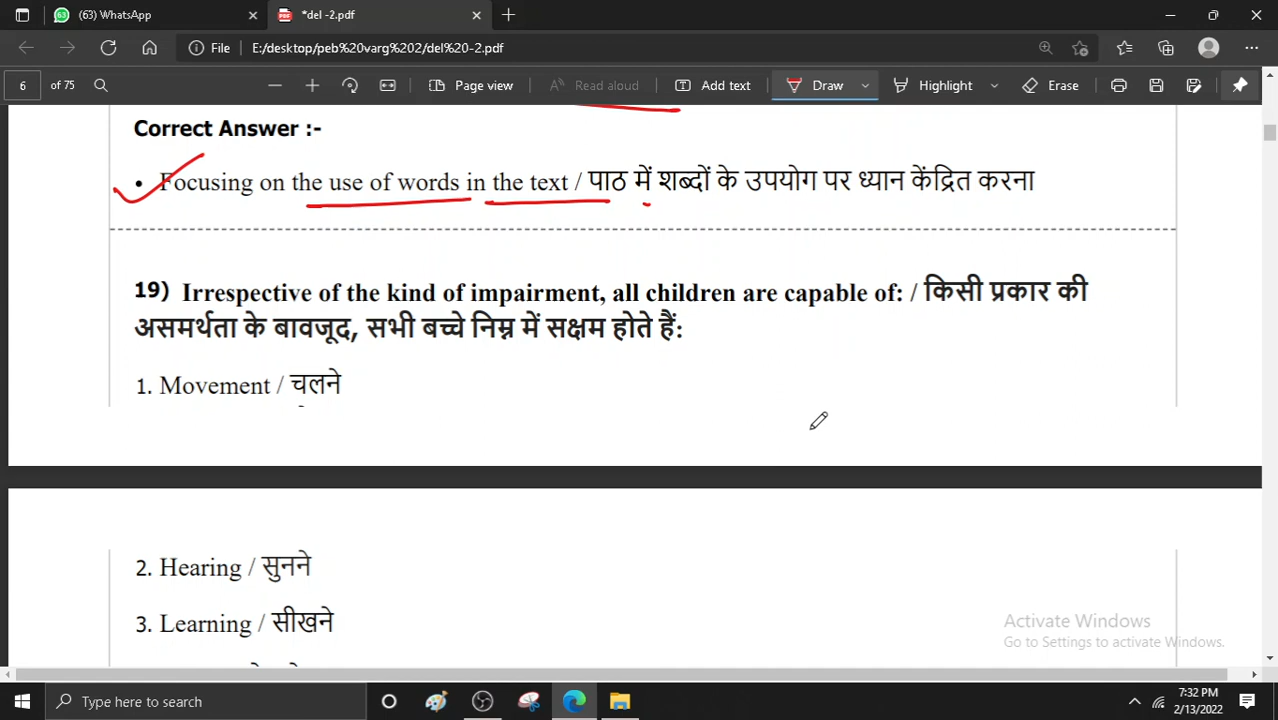 (63) WhatsApp
*del -2.pdf
File
E:/desktop/peb%20varg%202/del%20-2.pdf
6 of 75
Page view
Read aloud
Add text
Draw
Highlight
Erase
Correct Answer :-
• Focusing on the use of words in the text / पाठ में शब्दों के उपयोग पर ध्यान केंद्रित करना
19) Irrespective of the kind of impairment, all children are capable of: / किसी प्रकार की
असमर्थता के बावजूद, सभी बच्चे निम्न में सक्षम होते हैं:
1. Movement / चलने
2. Hearing / सुनने
3. Learning / सीखने
Activate Windows
Go to Settings to activate Windows.
Type here to search
7:32 PM
2/13/2022